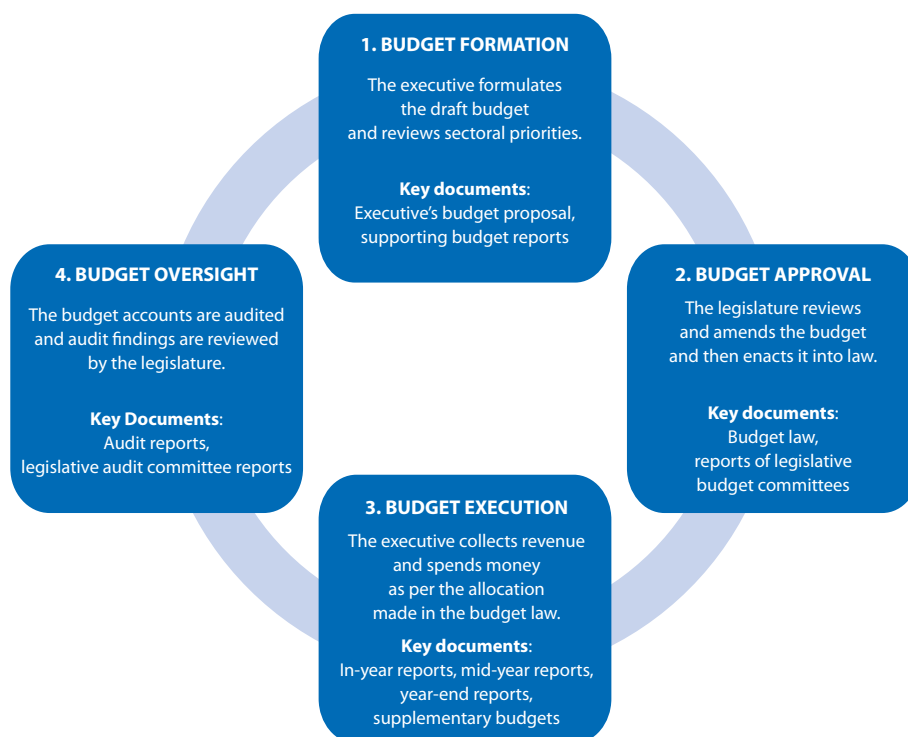 1. BUDGET FORMATION
The executive formulates
the draft budget
and reviews sectoral priorities.
Key documents:
Executive’s budget proposal,
supporting budget reports
2. BUDGET APPROVAL
The legislature reviews
and amends the budget
and then enacts it into law.
Key documents:
Budget law,
reports of legislative
budget committees
3. BUDGET EXECUTION
The executive collects revenue
and spends money
as per the allocation
made in the budget law.
Key documents:
In-year reports, mid-year reports,
year-end reports,
supplementary budgets
4. BUDGET OVERSIGHT
The budget accounts are audited
and audit findings are reviewed
by the legislature.
Key Documents:
Audit reports,
legislative audit committee reports